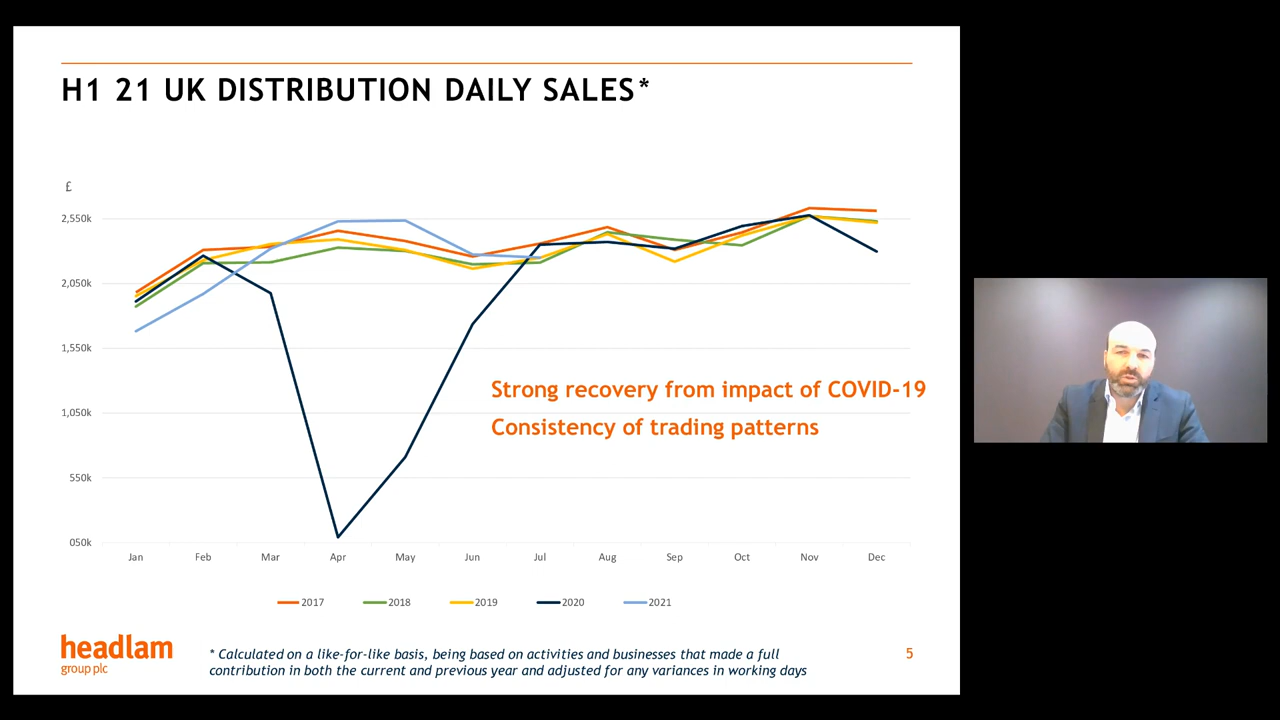 H1 21 UK DISTRIBUTION DAILY SALES*
£
2,550k
2,050k
1,550k
1,050k
550k
050k
Strong recovery from impact of COVID-19
Consistency of trading patterns
Jan Feb Mar Apr May Jun Jul Aug Sep Oct Nov Dec
2017 2018 2019 2020 2021
headlam
group plc
* Calculated on a like-for-like basis, being based on activities and businesses that made a full
contribution in both the current and previous year and adjusted for any variances in working days
5